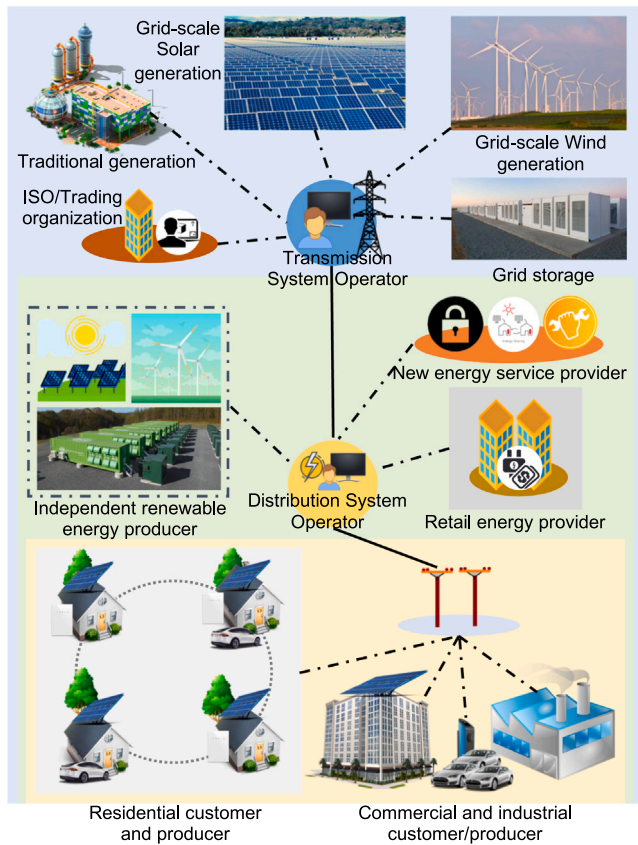 Grid-scale
Solar
generation
Traditional generation
Grid-scale Wind
generation
ISO/Trading
organization
Transmission
System Operator
Grid storage
New energy service provider
Independent renewable
energy producer
Distribution System
Operator
Retail energy provider
Residential customer
and producer
Commercial and industrial
customer/producer